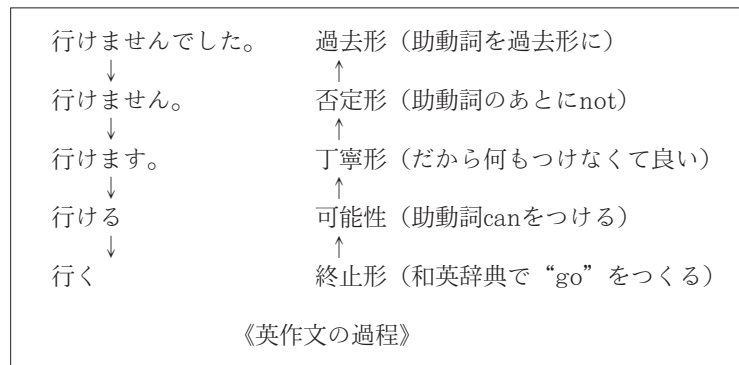 行けませんでした。 過去形（助動詞を過去形に）
↓ ↑
行けません。 否定形（助動詞のあとにnot）
↓ ↑
行けます。 丁寧形（だから何もつけなくて良い）
↓ ↑
行ける 可能性（助動詞canをつける）
↓ ↑
行く 終止形（和英辞典で“go”をつくる）
《英作文の過程》